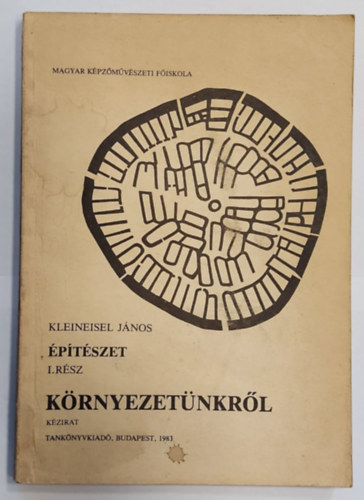 MAGYAR KÉPZŐMŰVÉSZETI FŐISKOLA
KLEINEISEL JÁNOS
ÉPÍTÉSZET
I.RÉSZ
KÖRNYEZETÜNKRŐL
KÉZIRAT
TANKÖNYVKIADÓ, BUDAPEST, 1983